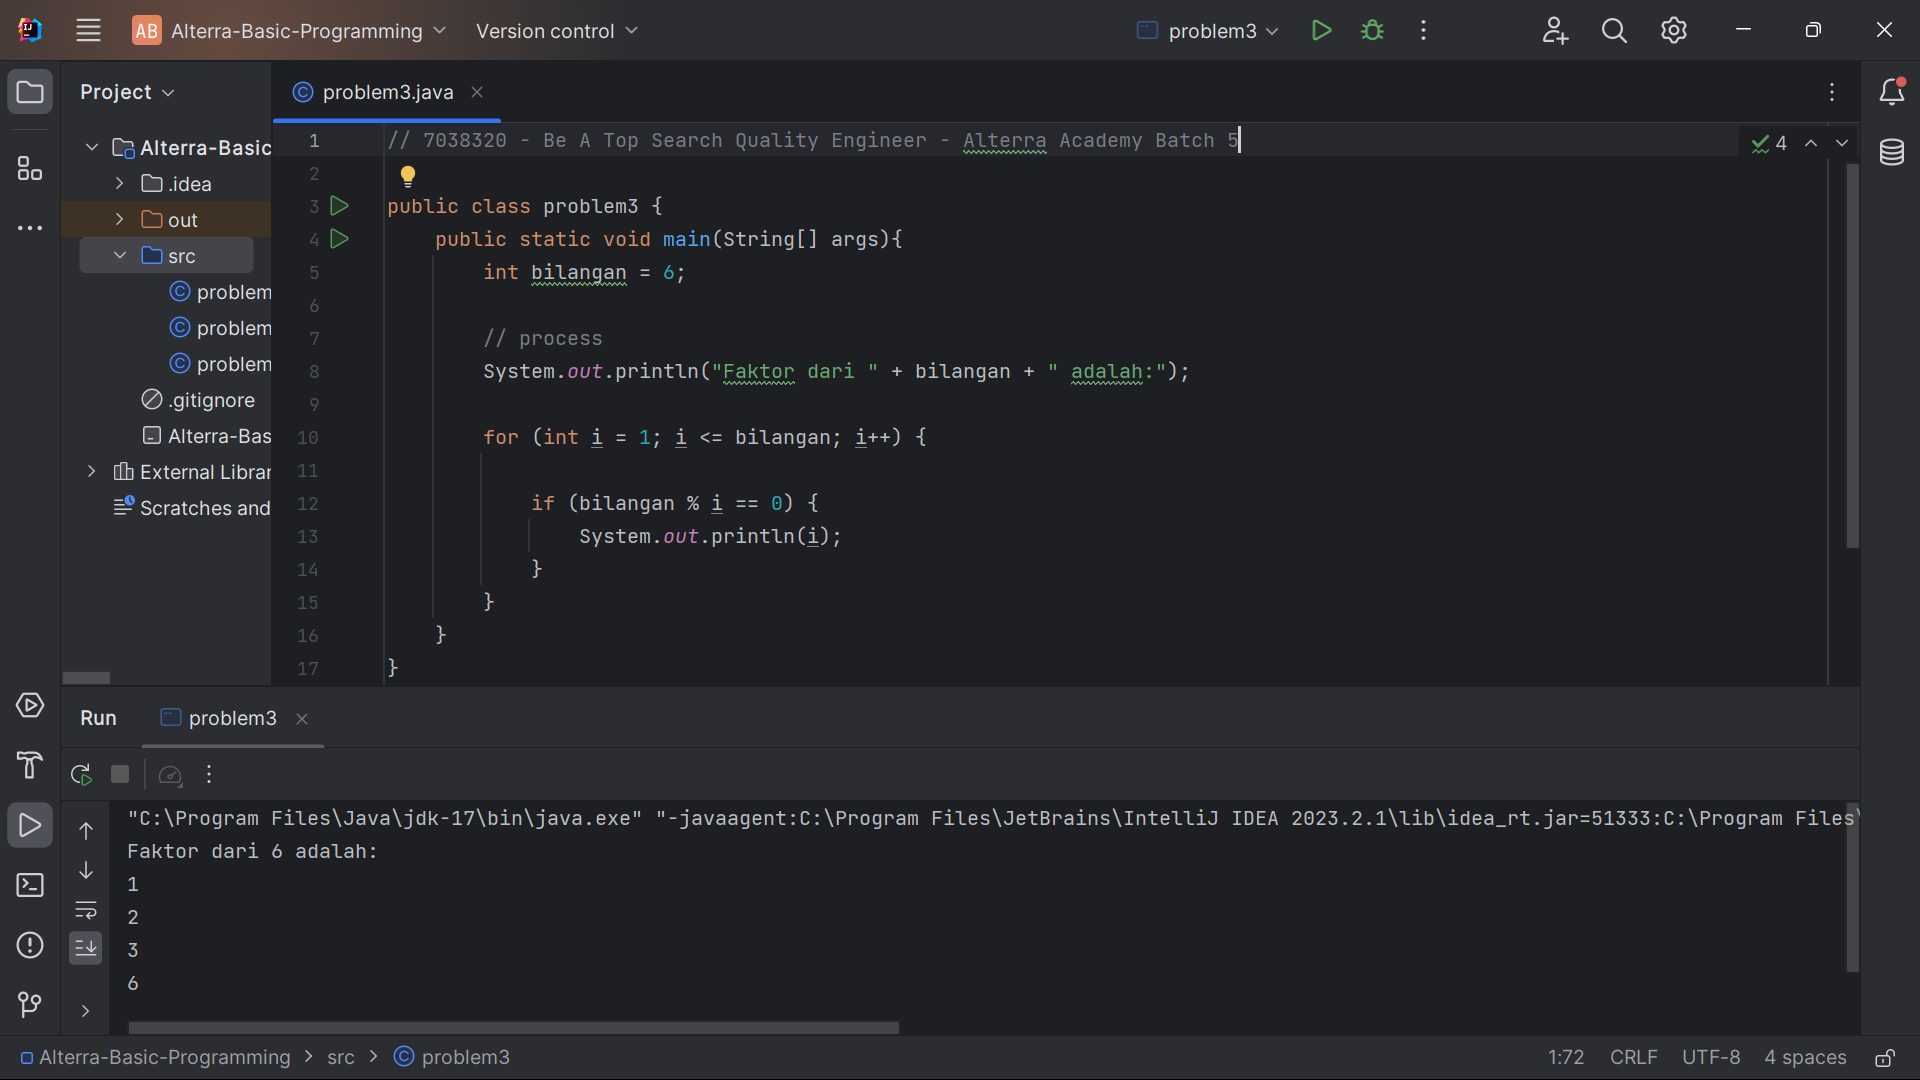 AB Alterra-Basic-Programming Version control problem3
Project
problem3.java
Alterra-Basic
.idea
out
src
problem
problem
problem
.gitignore
Alterra-Bas
External Librar
Scratches and
1 // 7038320 - Be A Top Search Quality Engineer - Alterra Academy Batch 5
4
2
3 public class problem3 {
4 public static void main(String[] args){
5 int bilangan = 6;
6
7 // process
8 System.out.println("Faktor dari " + bilangan + " adalah:");
9
10 for (int i = 1; i <= bilangan; i++) {
11
12 if (bilangan % i == 0) {
13 System.out.println(i);
14 }
15 }
16 }
17 }
Run problem3
"C:\Program Files\Java\jdk-17\bin\java.exe" "-javaagent:C:\Program Files\JetBrains\IntelliJ IDEA 2023.2.1\lib\idea_rt.jar=51333:C:\Program Files\
Faktor dari 6 adalah:
1
2
3
6
Alterra-Basic-Programming > src > problem3
1:72 CRLF UTF-8 4 spaces